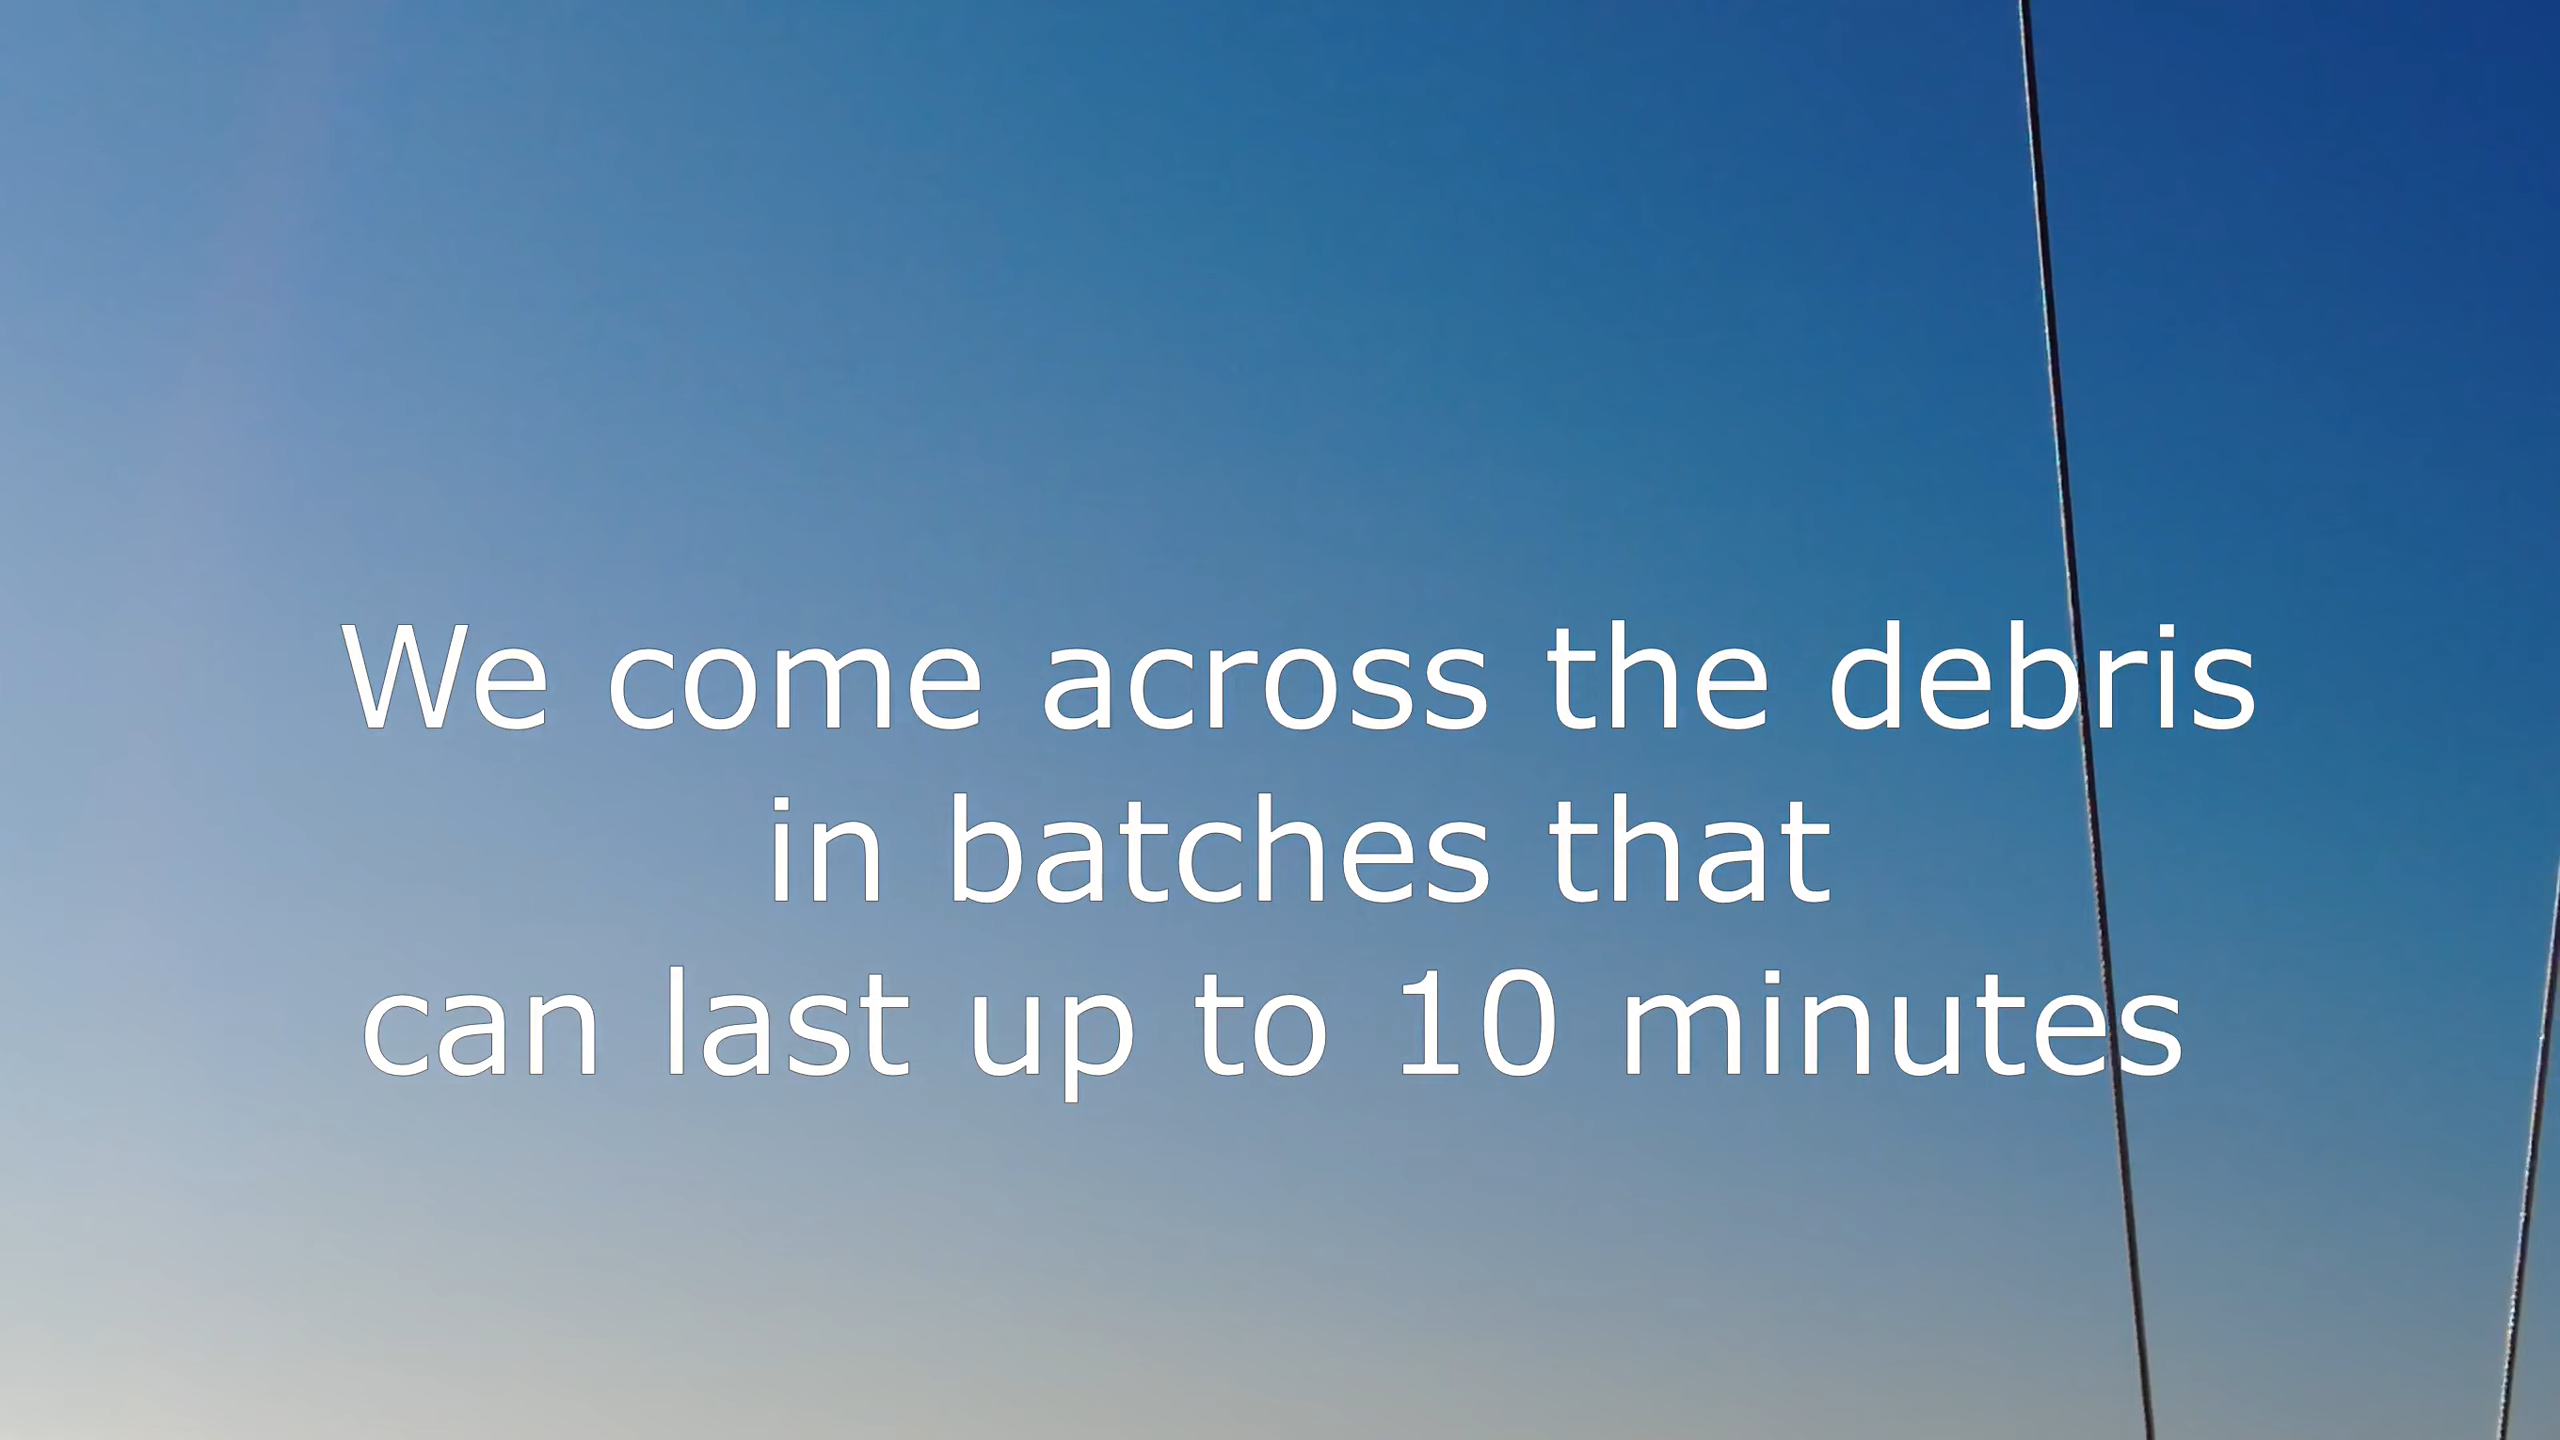 We come across the debris
in batches that
can last up to 10 minutes